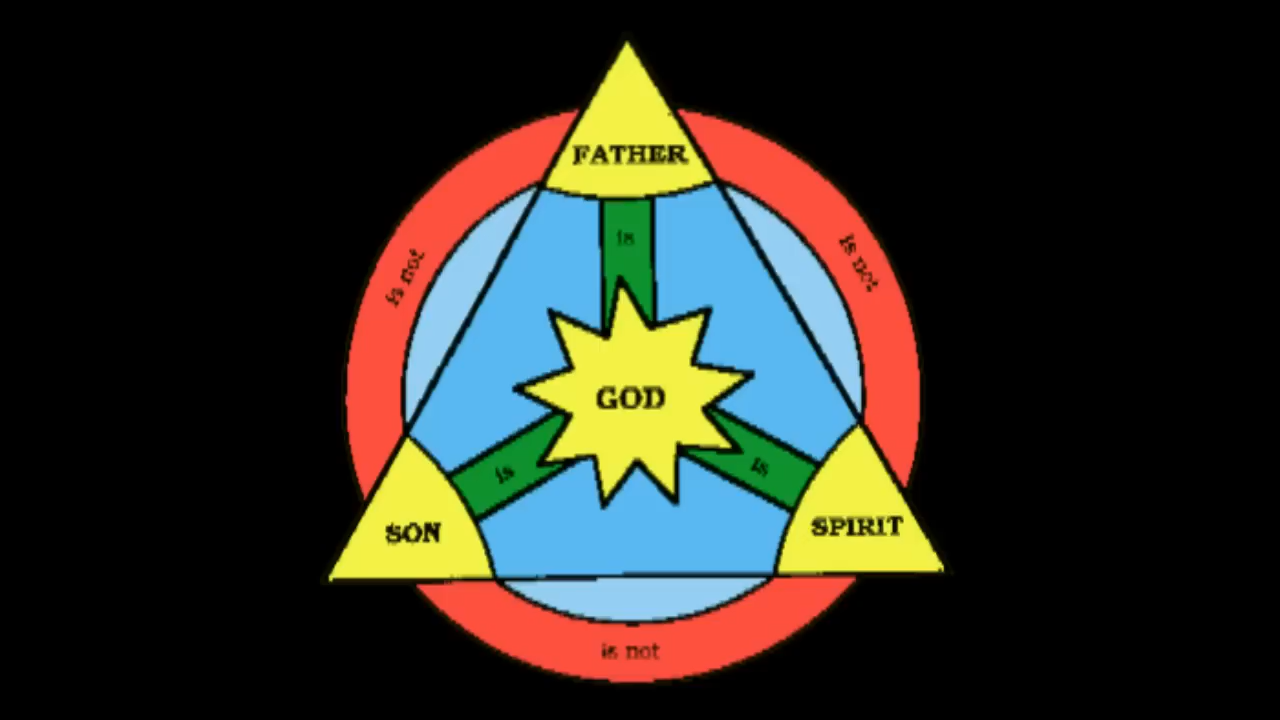 FATHER
is
is not
is not
GOD
is
is
SON
SPIRIT
is not